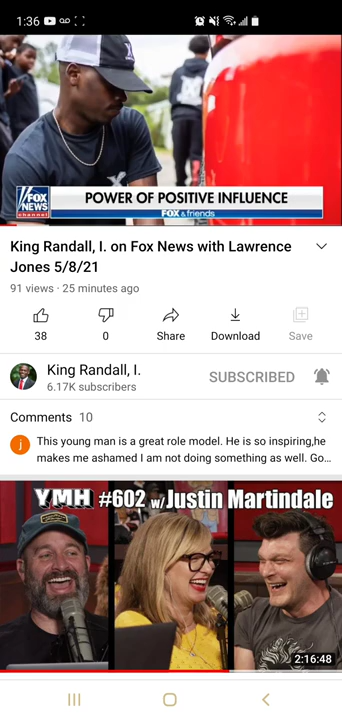 1:36
X
FOX
NEWS
channel
POWER OF POSITIVE INFLUENCE
FOX & friends
King Randall, I. on Fox News with Lawrence
Jones 5/8/21
91 views · 25 minutes ago
38
0
Share
Download
Save
King Randall, I.
6.17K subscribers
SUBSCRIBED
Comments 10
j
This young man is a great role model. He is so inspiring,he
makes me ashamed I am not doing something as well. Go...
YMH #602 w/Justin Martindale
2:16:48